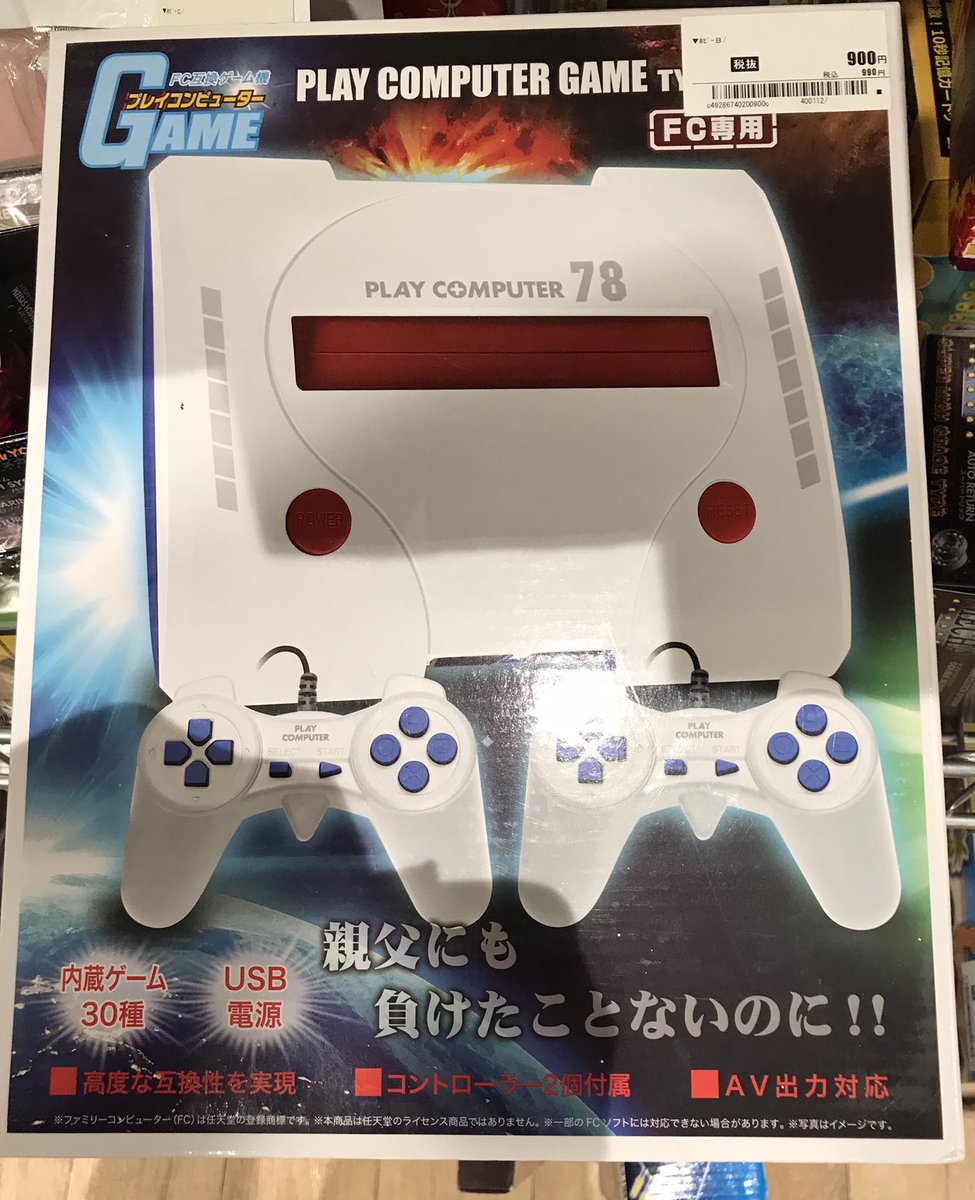 ▼ﾎﾋﾞｰB/
税抜 900円
税込 990円
c49286740200900c 400112/
FC互換ゲーム機
プレイコンピューター
GAME
PLAY COMPUTER GAME TY
FC専用
PLAY COMPUTER 78
POWER
RESET
PLAY
COMPUTER
SELECT START
PLAY
COMPUTER
SELECT START
親父にも
負けたことないのに!!
内蔵ゲーム
30種
USB
電源
■高度な互換性を実現 ■コントローラー2個付属 ■AV出力対応
※ファミリーコンピューター(FC)は任天堂の登録商標です。※本商品は任天堂のライセンス商品ではありません。※一部のFCソフトには対応できない場合があります。※写真はイメージです。
AUTO RETURN